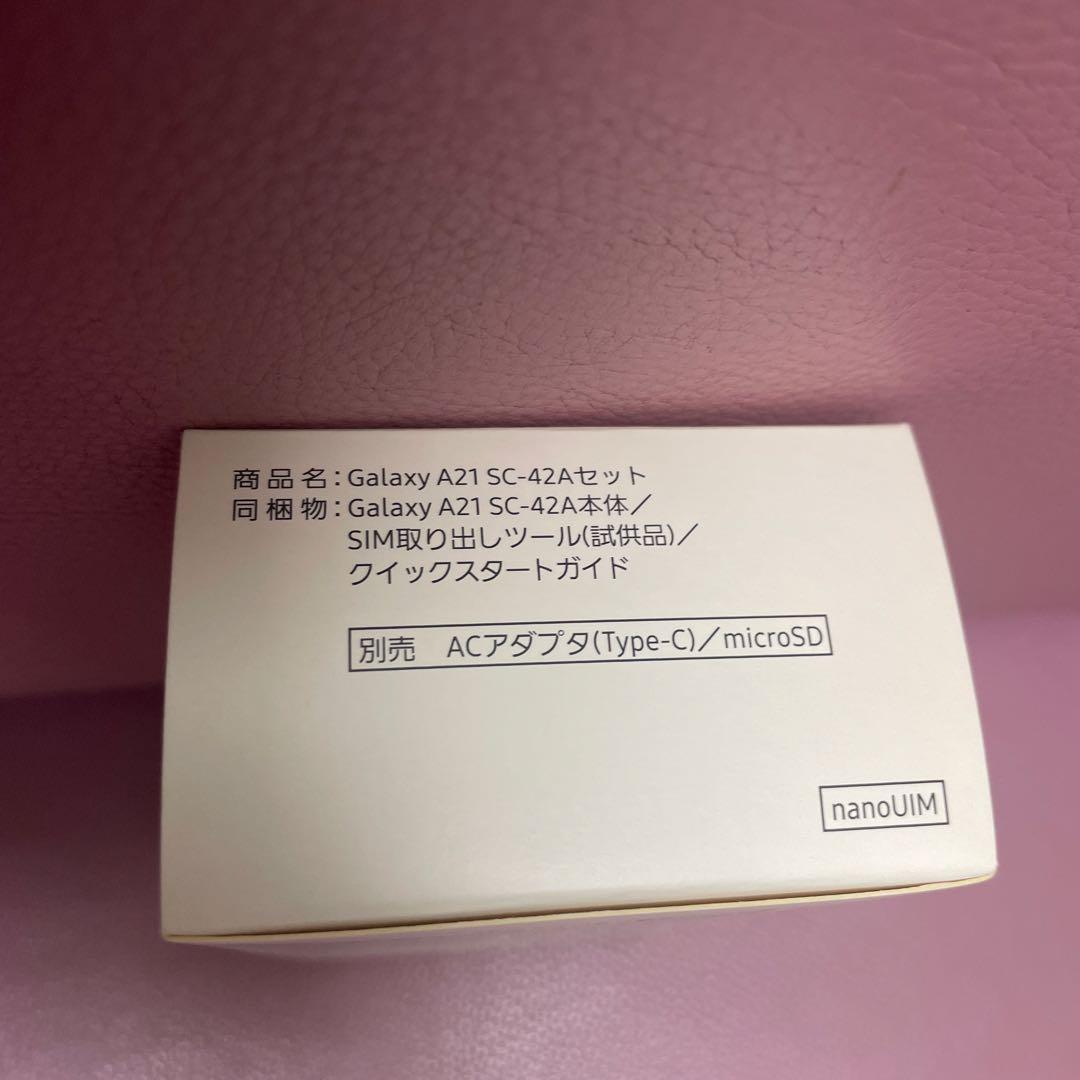 商品名：Galaxy A21 SC-42Aセット
同梱物：Galaxy A21 SC-42A本体／
SIM取り出しツール(試供品)／
クイックスタートガイド
別売　ACアダプタ(Type-C)／microSD
nanoUIM